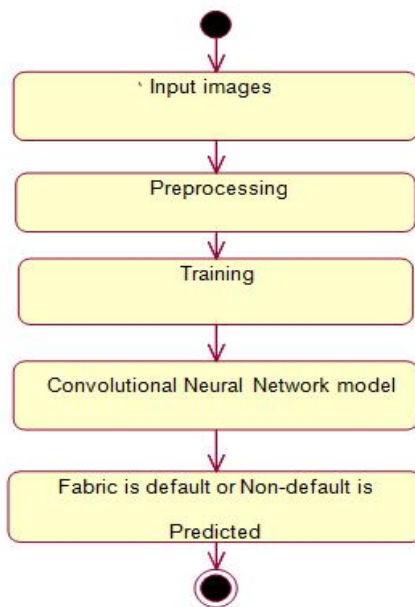 ` Input images
Preprocessing
Training
Convolutional Neural Network model
Fabric is default or Non-default is
Predicted